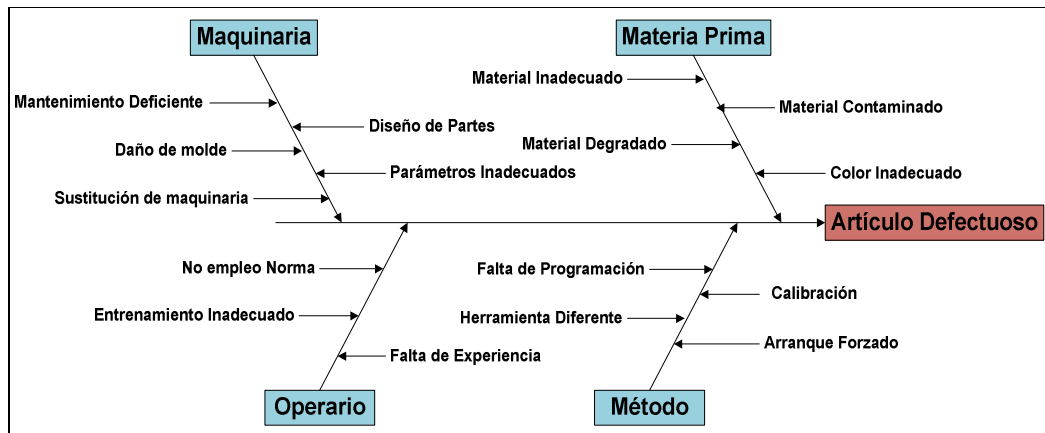 Maquinaria
Materia Prima
Material Inadecuado
Mantenimiento Deficiente
Material Contaminado
Diseño de Partes
Daño de molde
Material Degradado
Parámetros Inadecuados
Color Inadecuado
Sustitución de maquinaria
Artículo Defectuoso
No empleo Norma
Falta de Programación
Calibración
Entrenamiento Inadecuado
Herramienta Diferente
Arranque Forzado
Falta de Experiencia
Operario
Método